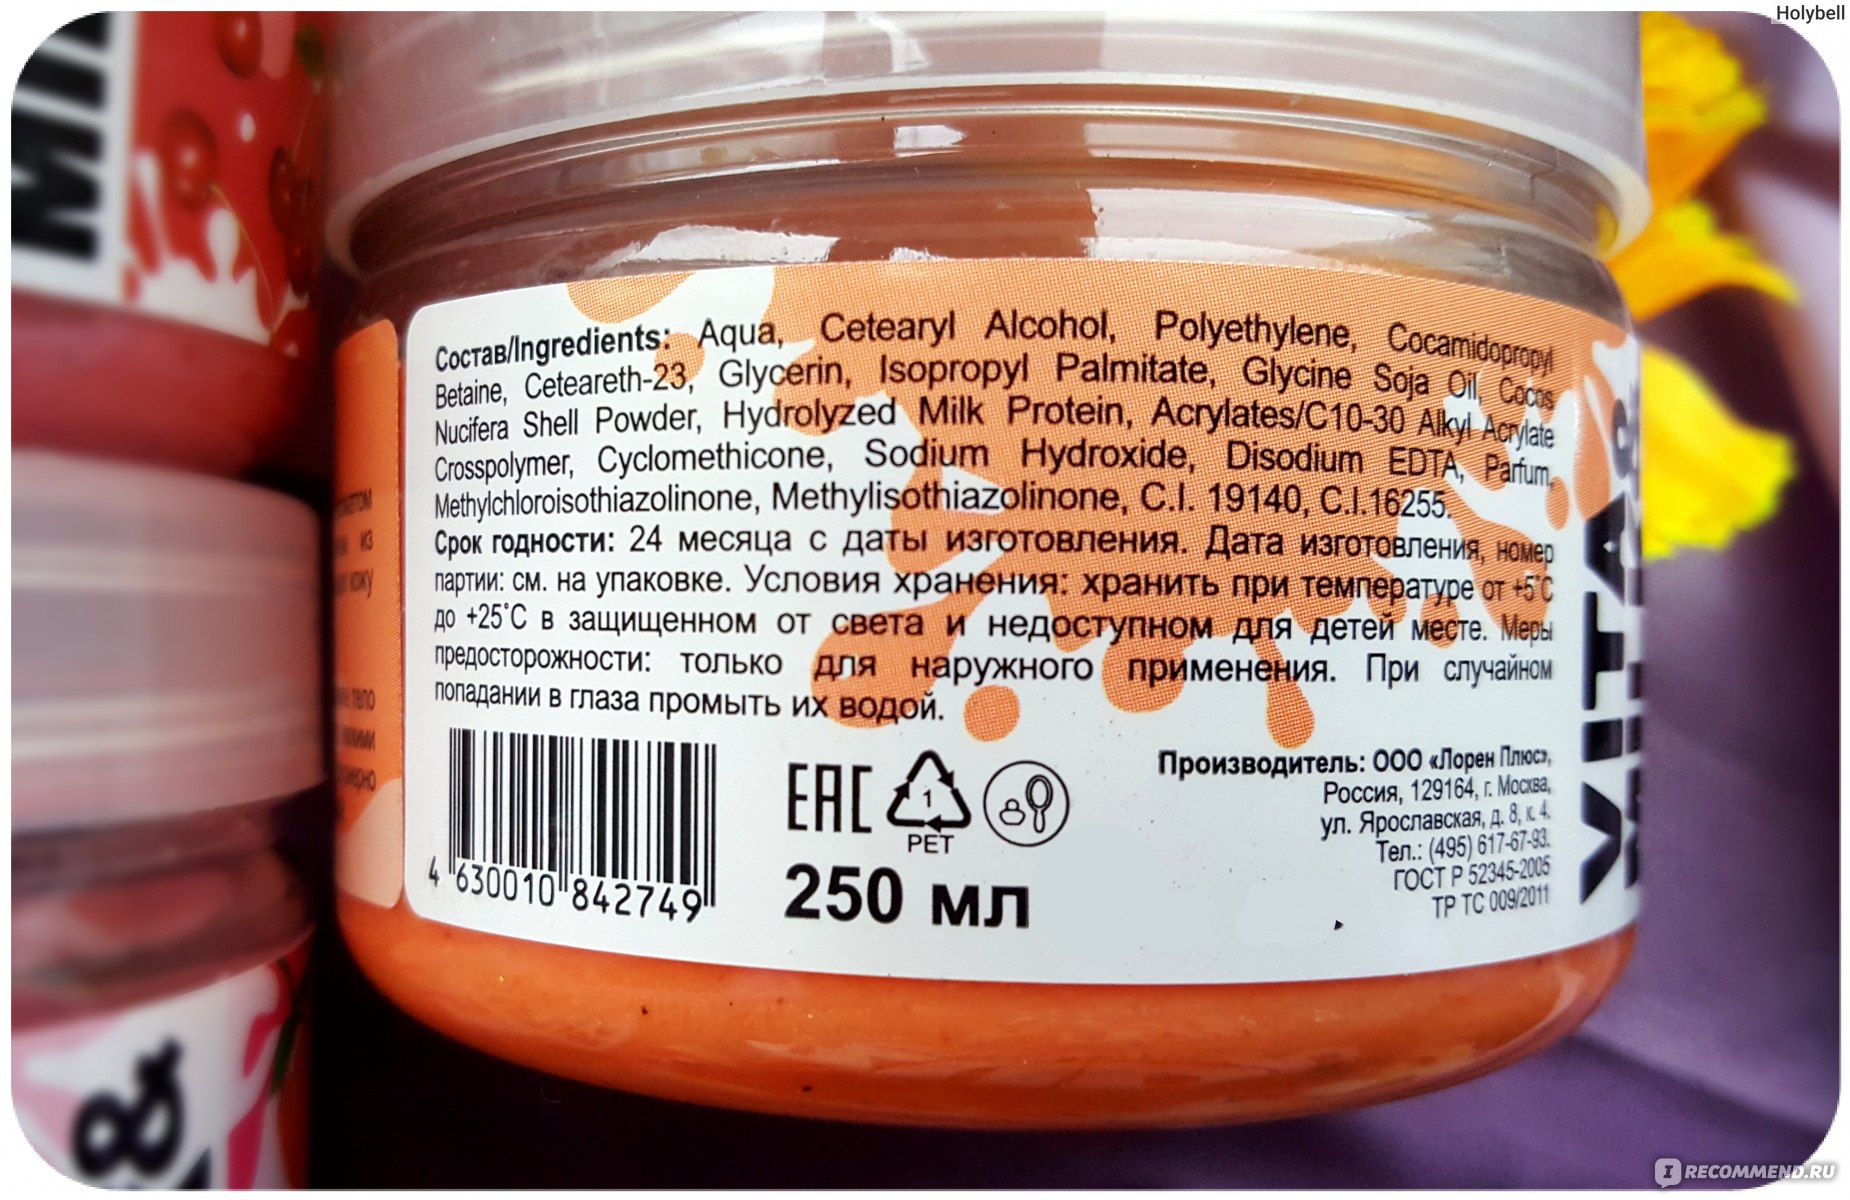 Holybell
MIL
Состав/Ingredients: Aqua, Cetearyl Alcohol, Polyethylene, Cocamidopropyl
Betaine, Ceteareth-23, Glycerin, Isopropyl Palmitate, Glycine Soja Oil, Cocos
Nucifera Shell Powder, Hydrolyzed Milk Protein, Acrylates/C10-30 Alkyl Acrylate
Crosspolymer, Cyclomethicone, Sodium Hydroxide, Disodium EDTA, Parfum,
Methylchloroisothiazolinone, Methylisothiazolinone, C.I. 19140, C.I.16255.
Срок годности: 24 месяца с даты изготовления. Дата изготовления, номер
партии: см. на упаковке. Условия хранения: хранить при температуре от +5°С
до +25°С в защищенном от света и недоступном для детей месте. Меры
предосторожности: только для наружного применения. При случайном
попадании в глаза промыть их водой.
4 630010 842749
EAC
1
PET
250 мл
Производитель: ООО «Лорен Плюс»,
Россия, 129164, г. Москва,
ул. Ярославская, д. 8, к. 4.
Тел.: (495) 617-67-93.
ГОСТ Р 52345-2005
ТР ТС 009/2011
VITA &
из
кожу
тело
&
I RECOMMEND.RU